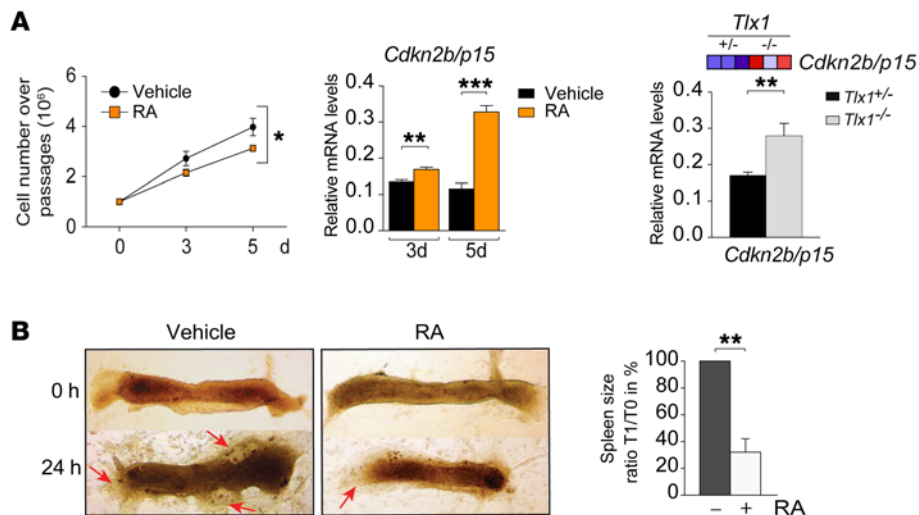 A
Cell number over
passages (10⁶)
6
4
2
0
0 3 5 d
Vehicle
RA
*
Cdkn2b/p15
Relative mRNA levels
0.4
0.3
0.2
0.1
0.0
**
***
3d 5d
Vehicle
RA
Tlx1
+/- -/-
Cdkn2b/p15
Relative mRNA levels
0.4
0.3
0.2
0.1
0.0
**
Tlx1+/-
Tlx1-/-
Cdkn2b/p15
B
Vehicle RA
0 h
24 h
Spleen size
ratio T1/T0 in %
100
80
60
40
20
0
**
– + RA